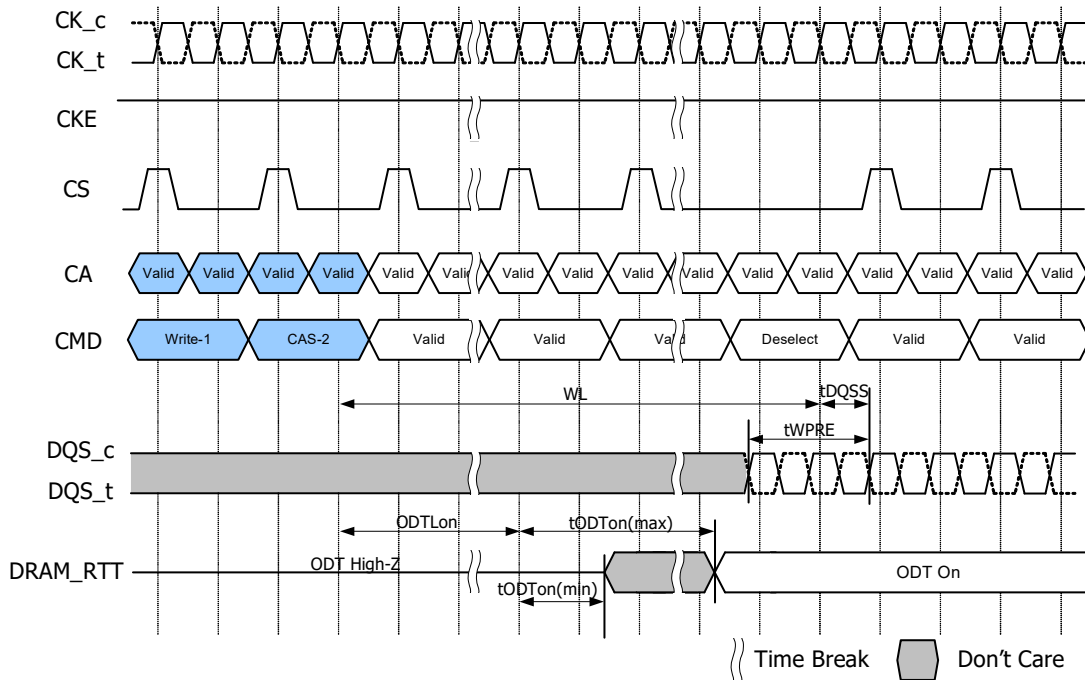 CK_c
CK_t
CKE
CS
CA Valid Valid Valid Valid Valid Valid Valid Valid Valid Valid Valid Valid Valid Valid Valid Valid
CMD Write-1 CAS-2 Valid Valid Valid Deselect Valid Valid
WL tDQSS
tWPRE
DQS_c
DQS_t
ODTLon tODTon(max)
DRAM_RTT ODT High-Z ODT On
tODTon(min)
Time Break Don't Care